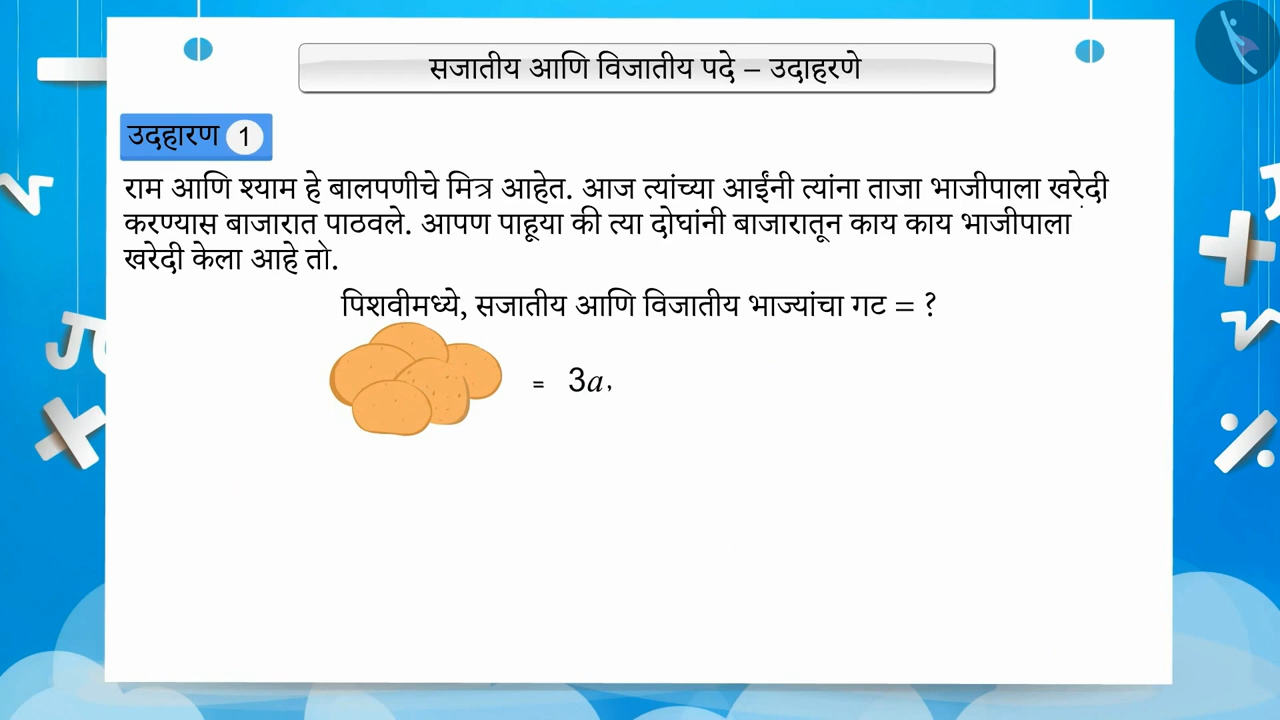 सजातीय आणि विजातीय पदे – उदाहरणे
उदहारण 1
राम आणि श्याम हे बालपणीचे मित्र आहेत. आज त्यांच्या आईंनी त्यांना ताजा भाजीपाला खरेदी
करण्यास बाजारात पाठवले. आपण पाहूया की त्या दोघांनी बाजारातून काय काय भाजीपाला
खरेदी केला आहे तो.
पिशवीमध्ये, सजातीय आणि विजातीय भाज्यांचा गट = ?
= 3a,